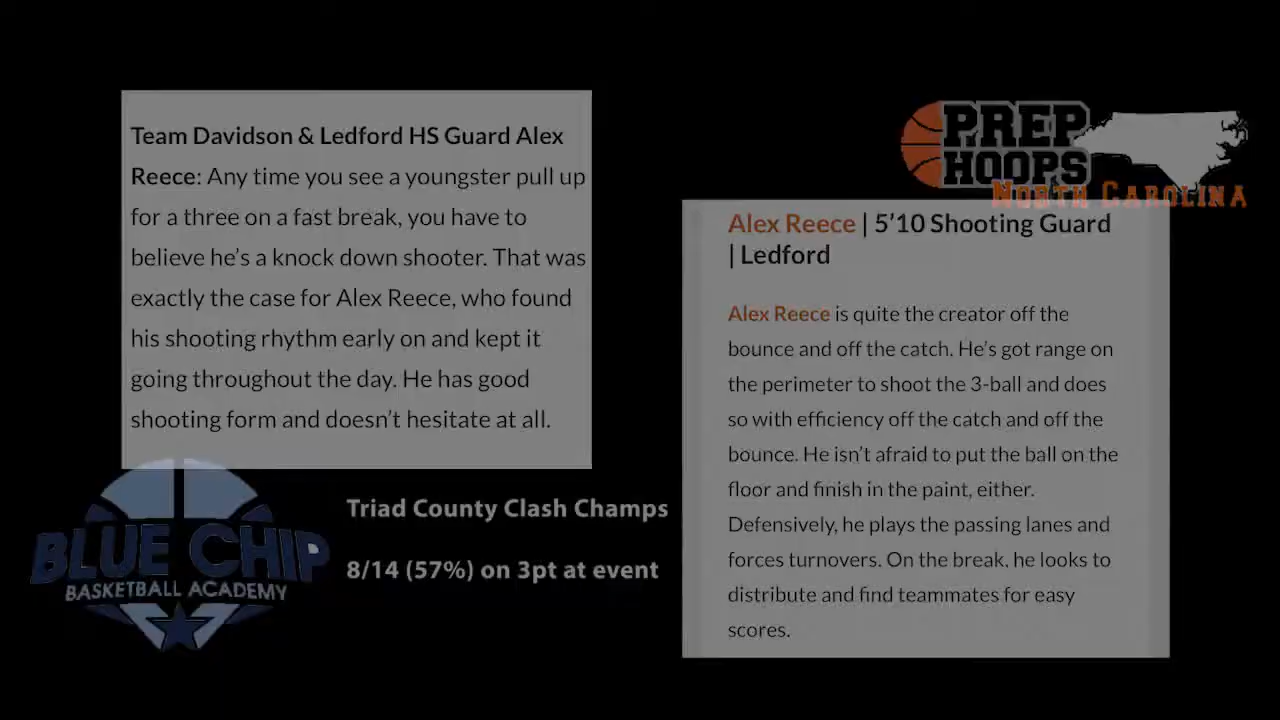 Team Davidson & Ledford HS Guard Alex
Reece: Any time you see a youngster pull up
for a three on a fast break, you have to
believe he’s a knock down shooter. That was
exactly the case for Alex Reece, who found
his shooting rhythm early on and kept it
going throughout the day. He has good
shooting form and doesn’t hesitate at all.
BLUE CHIP
BASKETBALL ACADEMY
Triad County Clash Champs
8/14 (57%) on 3pt at event
PREP
HOOPS
NORTH CAROLINA
Alex Reece | 5’10 Shooting Guard
| Ledford
Alex Reece is quite the creator off the
bounce and off the catch. He’s got range on
the perimeter to shoot the 3-ball and does
so with efficiency off the catch and off the
bounce. He isn’t afraid to put the ball on the
floor and finish in the paint, either.
Defensively, he plays the passing lanes and
forces turnovers. On the break, he looks to
distribute and find teammates for easy
scores.